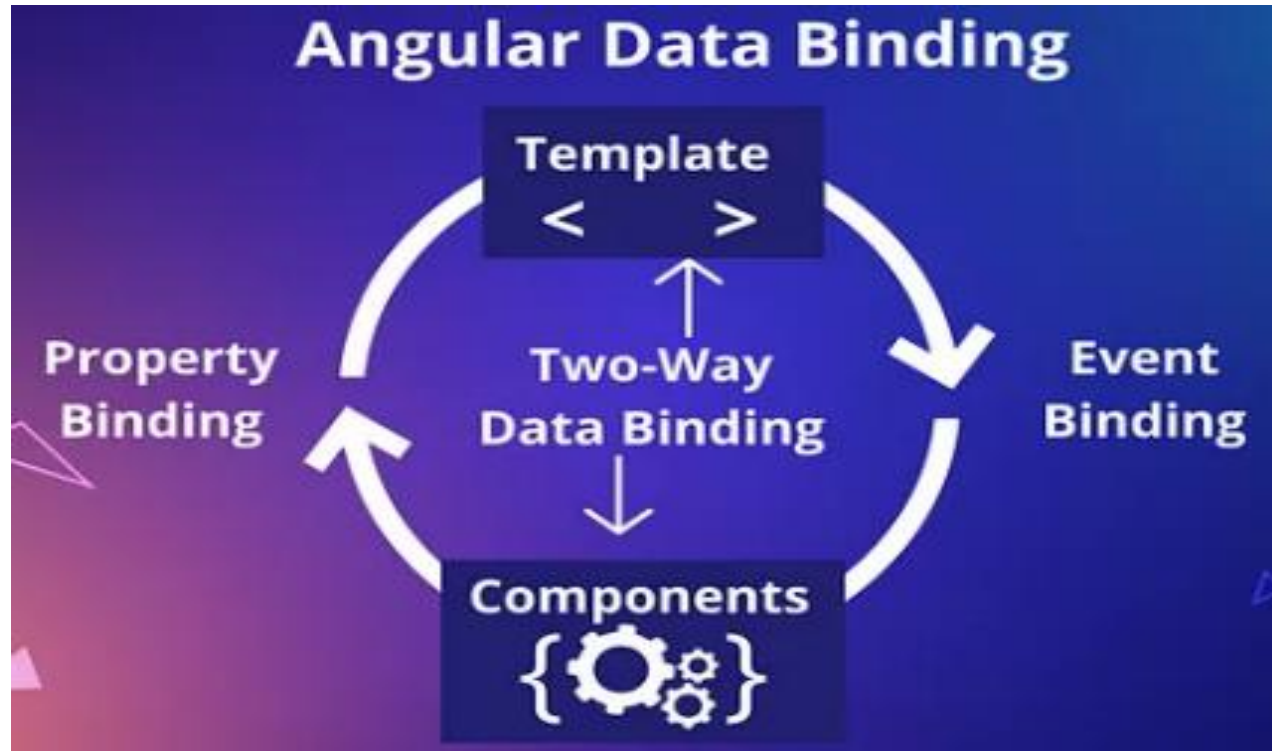 Angular Data Binding
Template
< >
Property
Binding
Two-Way
Data Binding
Event
Binding
Components
{ }